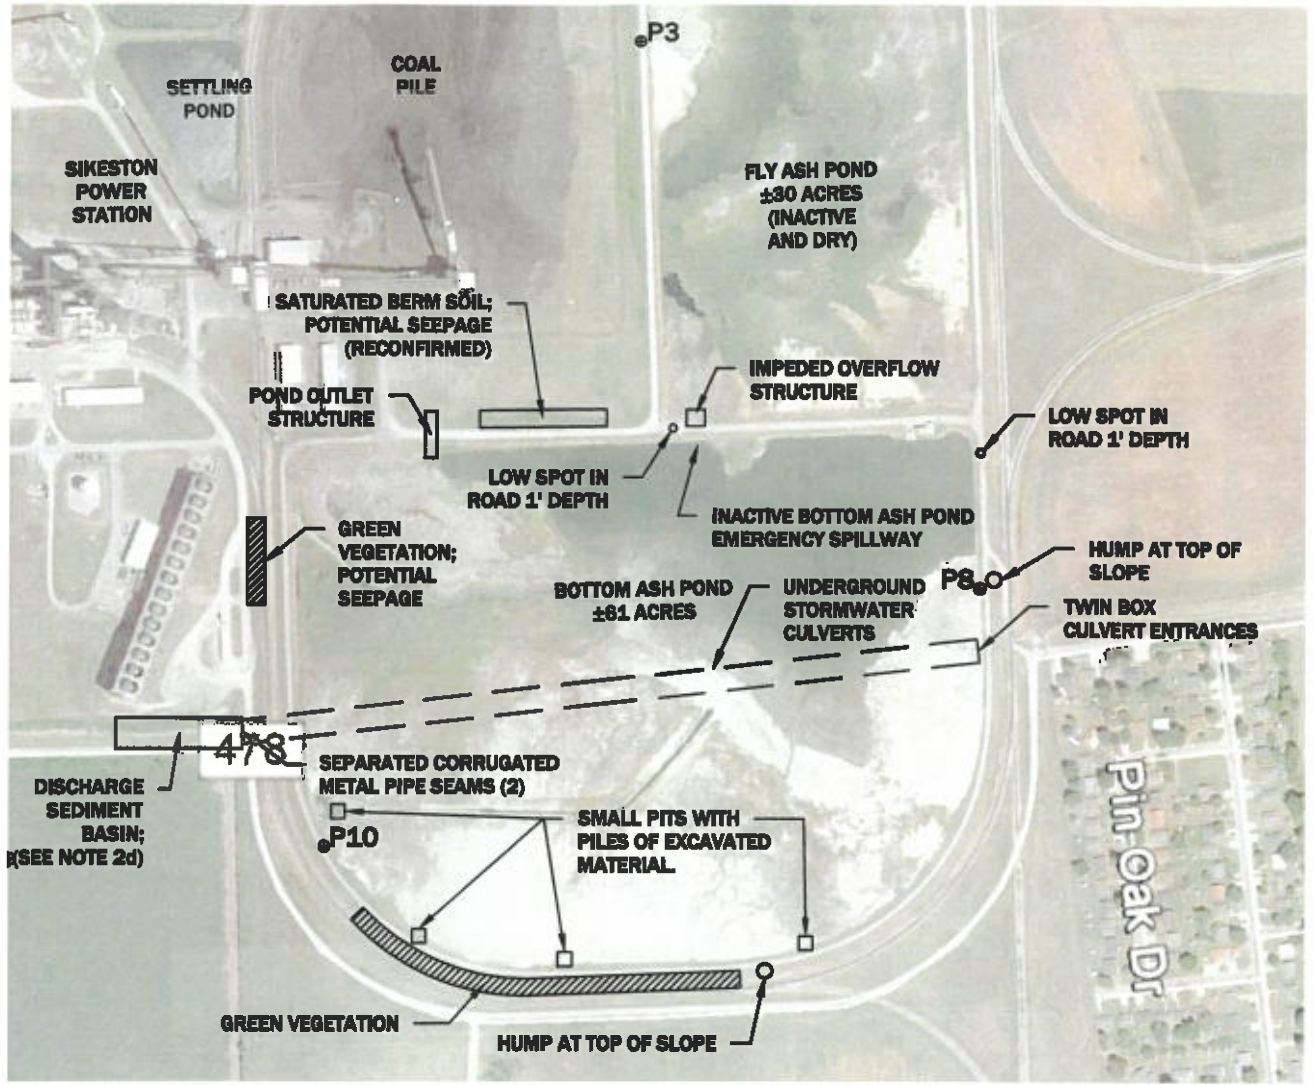 P3
COAL
PILE
SETTLING
POND
SIKESTON
POWER
STATION
FLY ASH POND
±30 ACRES
(INACTIVE
AND DRY)
SATURATED BERM SOIL;
POTENTIAL SEEPAGE
(RECONFIRMED)
IMPEDED OVERFLOW
STRUCTURE
POND OUTLET
STRUCTURE
LOW SPOT IN
ROAD 1' DEPTH
LOW SPOT IN
ROAD 1' DEPTH
INACTIVE BOTTOM ASH POND
EMERGENCY SPILLWAY
GREEN
VEGETATION;
POTENTIAL
SEEPAGE
HUMP AT TOP OF
SLOPE
P8
BOTTOM ASH POND
±61 ACRES
UNDERGROUND
STORMWATER
CULVERTS
TWIN BOX
CULVERT ENTRANCES
478
SEPARATED CORRUGATED
METAL PIPE SEAMS (2)
DISCHARGE
SEDIMENT
BASIN;
(SEE NOTE 2d)
P10
SMALL PITS WITH
PILES OF EXCAVATED
MATERIAL.
Pin-Oak Dr
GREEN VEGETATION
HUMP AT TOP OF SLOPE